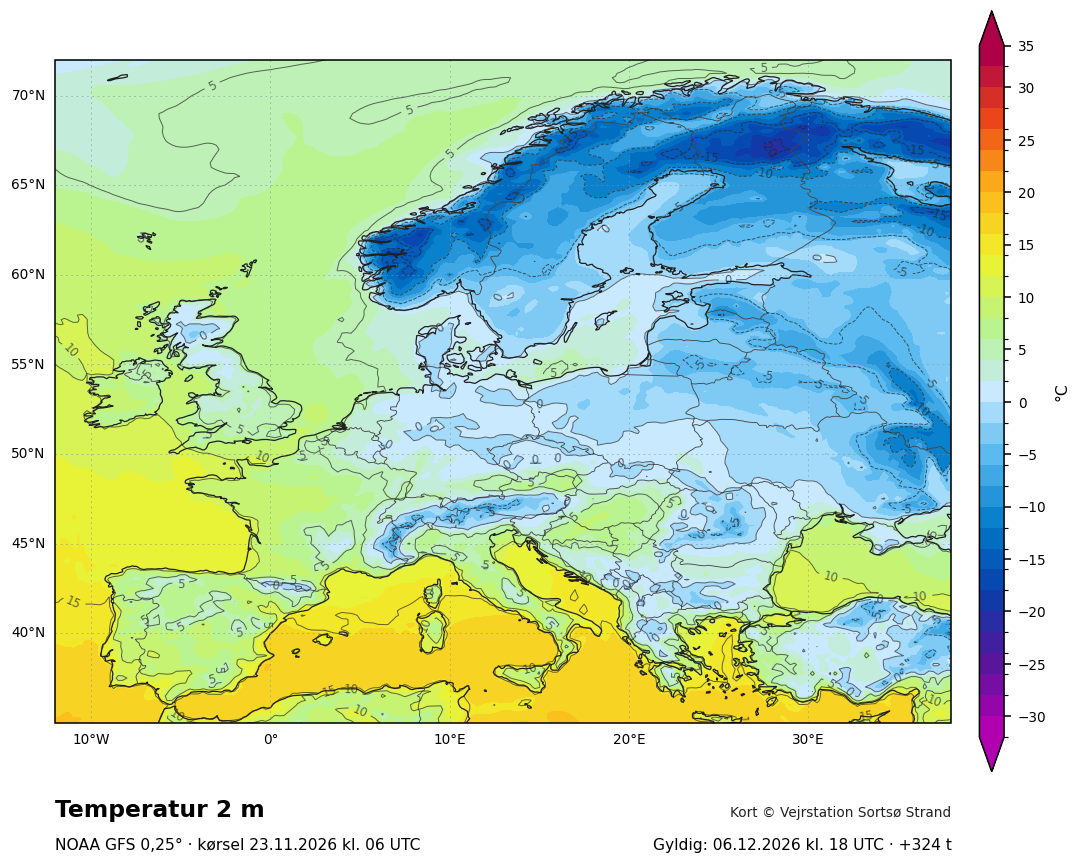 70°N
65°N
60°N
55°N
50°N
45°N
40°N
10°W
0°
10°E
20°E
30°E
35
30
25
20
15
10
5
0
−5
−10
−15
−20
−25
−30
°C
Temperatur 2 m
Kort © Vejrstation Sortsø Strand
NOAA GFS 0,25° · kørsel 23.11.2026 kl. 06 UTC
Gyldig: 06.12.2026 kl. 18 UTC · +324 t